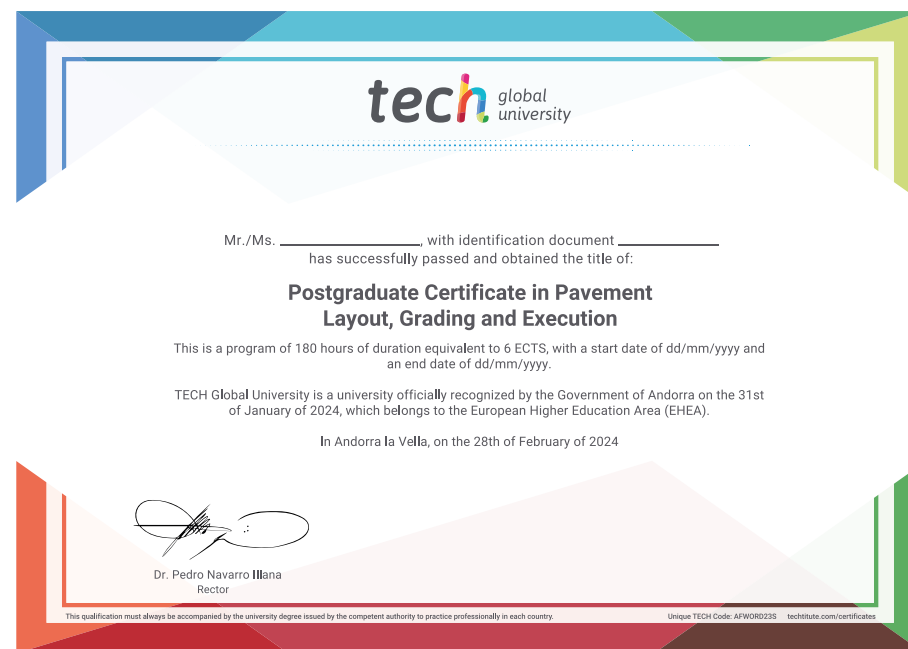 tech global university
Mr./Ms. ____________, with identification document ____________
has successfully passed and obtained the title of:
Postgraduate Certificate in Pavement
Layout, Grading and Execution
This is a program of 180 hours of duration equivalent to 6 ECTS, with a start date of dd/mm/yyyy and
an end date of dd/mm/yyyy.
TECH Global University is a university officially recognized by the Government of Andorra on the 31st
of January of 2024, which belongs to the European Higher Education Area (EHEA).
In Andorra la Vella, on the 28th of February of 2024
Dr. Pedro Navarro Illana
Rector
This qualification must always be accompanied by the university degree issued by the competent authority to practice professionally in each country.
Unique TECH Code: AFWORD23S techtitute.com/certificates